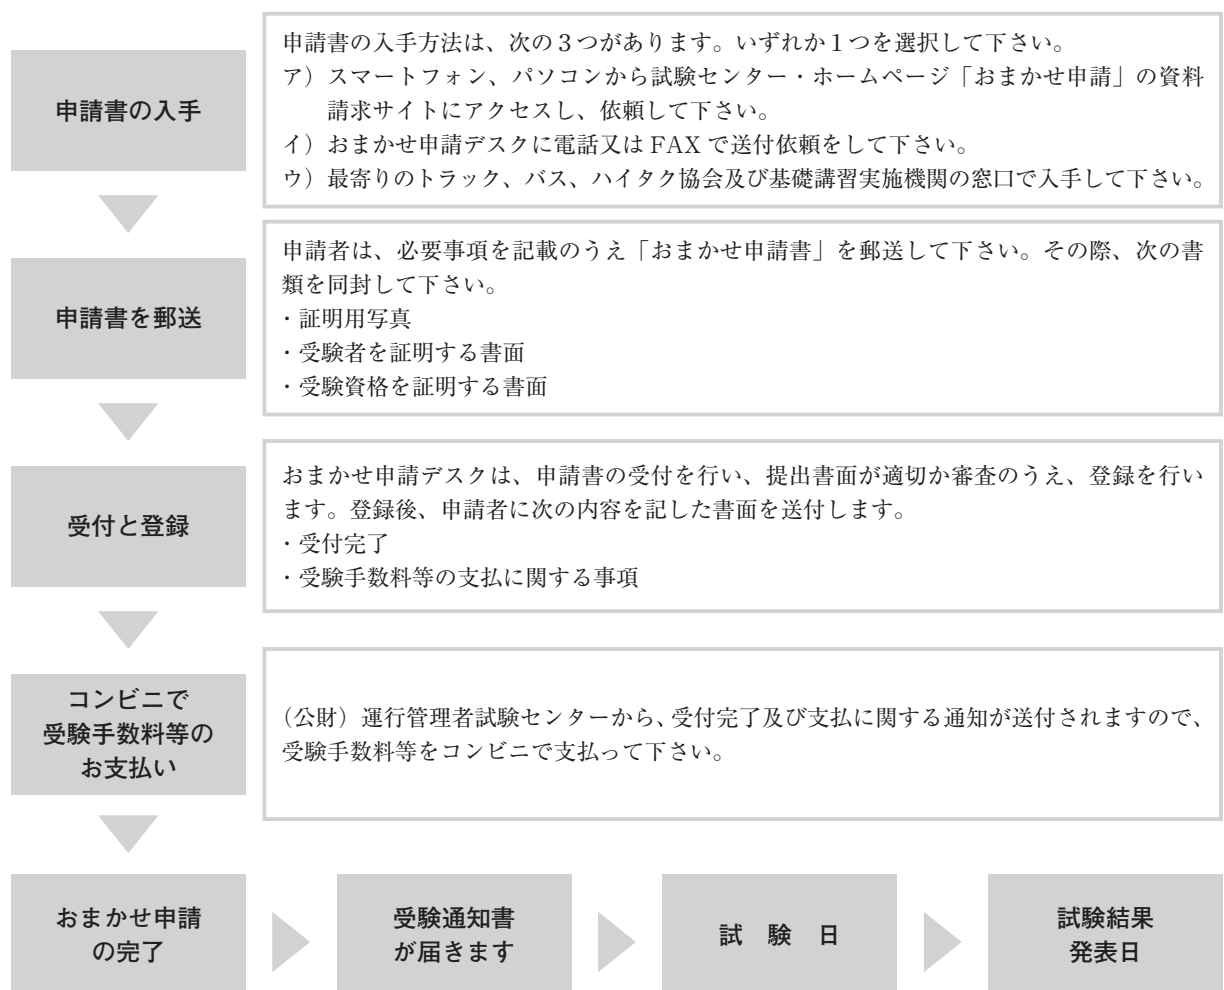 申請書の入手
申請書の入手方法は、次の３つがあります。いずれか１つを選択して下さい。
ア）スマートフォン、パソコンから試験センター・ホームページ「おまかせ申請」の資料
請求サイトにアクセスし、依頼して下さい。
イ）おまかせ申請デスクに電話又は FAX で送付依頼をして下さい。
ウ）最寄りのトラック、バス、ハイタク協会及び基礎講習実施機関の窓口で入手して下さい。
申請書を郵送
申請者は、必要事項を記載のうえ「おまかせ申請書」を郵送して下さい。その際、次の書
類を同封して下さい。
・証明用写真
・受験者を証明する書面
・受験資格を証明する書面
受付と登録
おまかせ申請デスクは、申請書の受付を行い、提出書面が適切か審査のうえ、登録を行い
ます。登録後、申請者に次の内容を記した書面を送付します。
・受付完了
・受験手数料等の支払に関する事項
コンビニで
受験手数料等の
お支払い
（公財）運行管理者試験センターから、受付完了及び支払に関する通知が送付されますので、
受験手数料等をコンビニで支払って下さい。
おまかせ申請
の完了
受験通知書
が届きます
試　験　日
試験結果
発表日